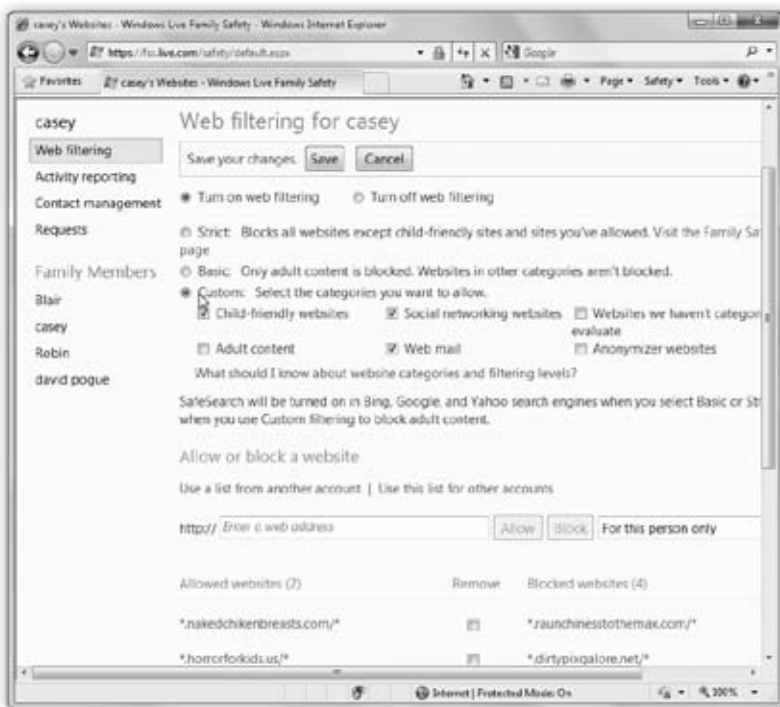 casey's Websites - Windows Live Family Safety - Windows Internet Explorer
https://fss.live.com/safety/default.aspx
Google
Favorites
casey's Websites - Windows Live Family Safety
Page
Safety
Tools
casey
Web filtering
Activity reporting
Contact management
Requests
Family Members
Blair
casey
Robin
david pogue
Web filtering for casey
Save your changes. Save Cancel
Turn on web filtering Turn off web filtering
Strict: Blocks all websites except child-friendly sites and sites you've allowed. Visit the Family Sa
page
Basic: Only adult content is blocked. Websites in other categories aren't blocked.
Custom: Select the categories you want to allow.
Child-friendly websites Social networking websites Websites we haven't categor
evaluate
Adult content Web mail Anonymizer websites
What should I know about website categories and filtering levels?
SafeSearch will be turned on in Bing, Google, and Yahoo search engines when you select Basic or Str
when you use Custom filtering to block adult content.
Allow or block a website
Use a list from another account | Use this list for other accounts
http:// Enter a web address Allow Block For this person only
Allowed websites (7) Remove Blocked websites (4)
*.nakedchikenbreasts.com/* *.raunchinesstothemax.com/*
*.horrorforkids.us/* *.dirtypixgalore.net/*
Internet | Protected Mode: On
200%